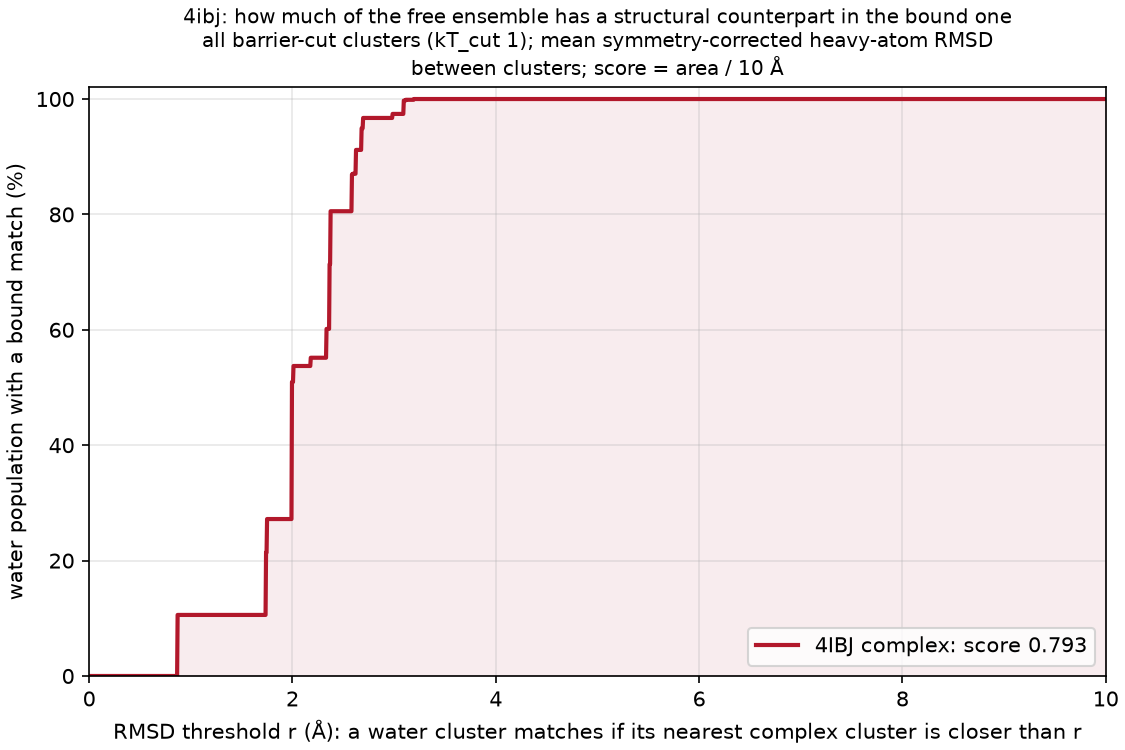 4ibj: how much of the free ensemble has a structural counterpart in the bound one
all barrier-cut clusters (kT_cut 1); mean symmetry-corrected heavy-atom RMSD
between clusters; score = area / 10 Å
water population with a bound match (%)
100
80
60
40
20
0
4IBJ complex: score 0.793
0 2 4 6 8 10
RMSD threshold r (Å): a water cluster matches if its nearest complex cluster is closer than r